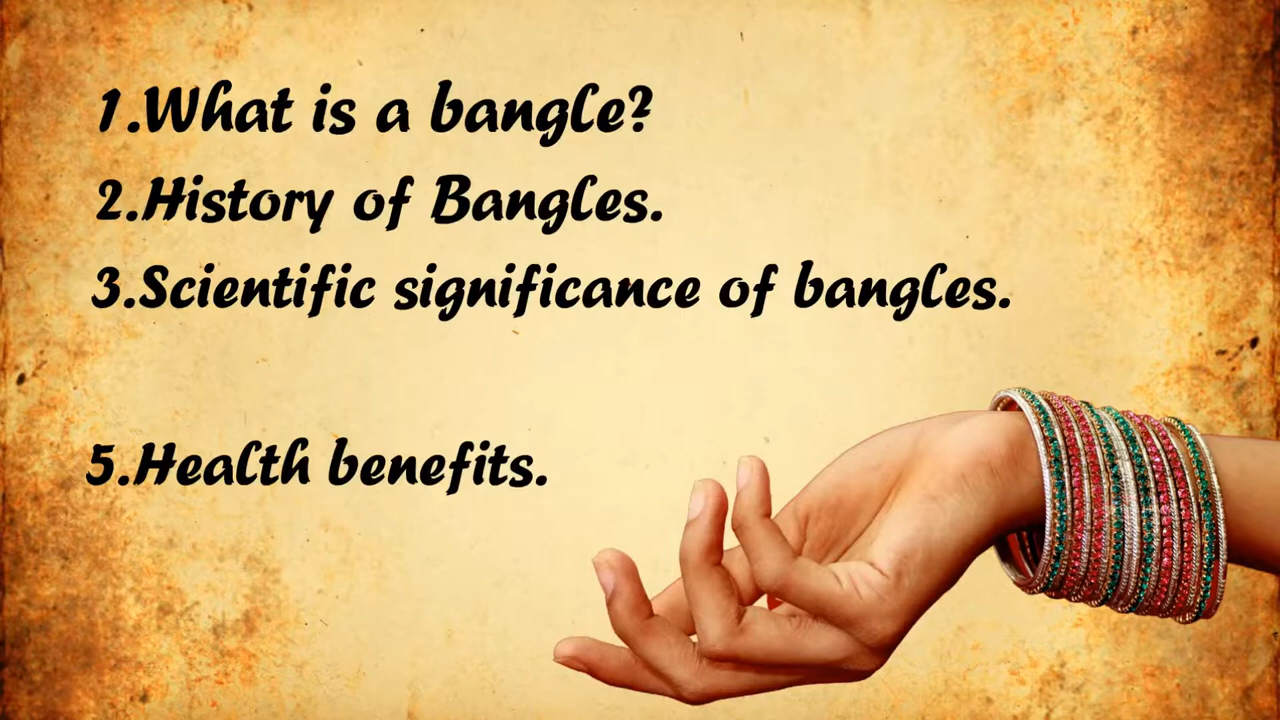 1.What is a bangle?
2.History of Bangles.
3.Scientific significance of bangles.
5.Health benefits.